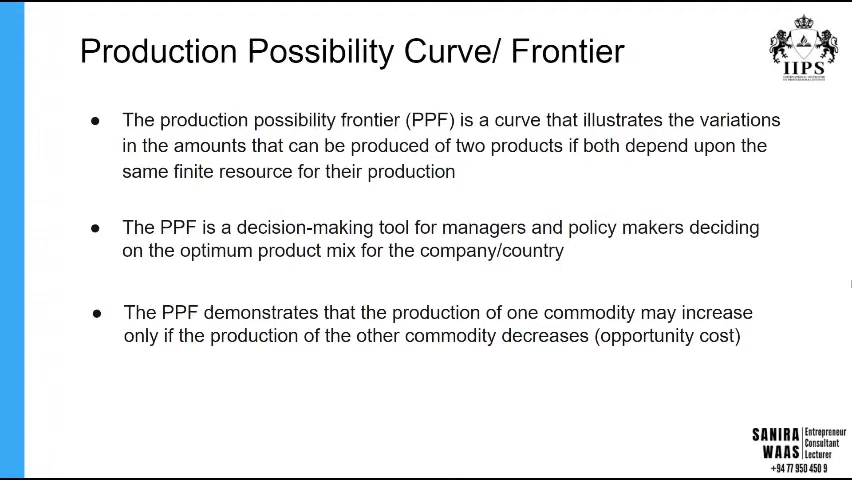 Production Possibility Curve/ Frontier
IIPS
● The production possibility frontier (PPF) is a curve that illustrates the variations
in the amounts that can be produced of two products if both depend upon the
same finite resource for their production
● The PPF is a decision-making tool for managers and policy makers deciding
on the optimum product mix for the company/country
● The PPF demonstrates that the production of one commodity may increase
only if the production of the other commodity decreases (opportunity cost)
SANIRA
WAAS
Entrepreneur
Consultant
Lecturer
+94 77 950 450 9